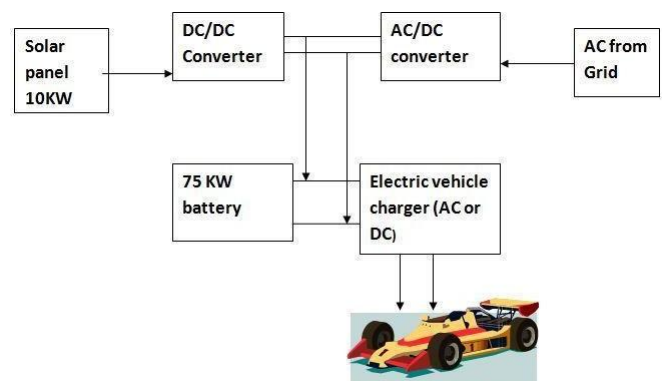 Solar
panel
10KW
DC/DC
Converter
AC/DC
converter
AC from
Grid
75 KW
battery
Electric vehicle
charger (AC or
DC)